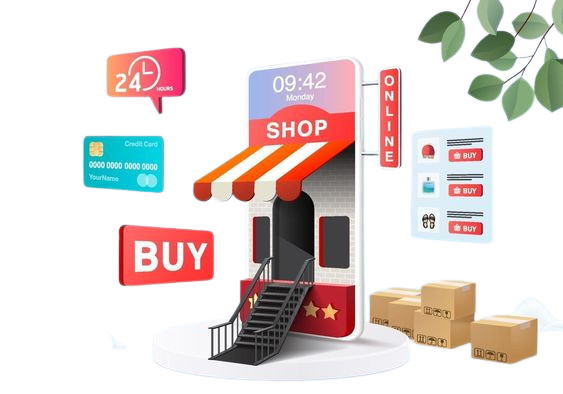 24 HOURS
Credit Card
0000 0000 0000 0000
YourName
BUY
09:42
Monday
SHOP
ONLINE
BUY
BUY
BUY